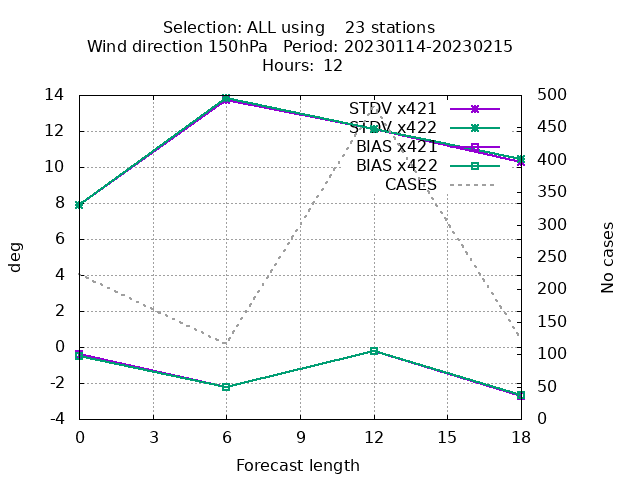 Selection: ALL using    23 stations
Wind direction 150hPa   Period: 20230114-20230215
Hours:  12
14
12
10
8
6
4
2
0
-2
-4
500
450
400
350
300
250
200
150
100
50
0
STDV x421
STDV x422
BIAS x421
BIAS x422
CASES
deg
No cases
0 3 6 9 12 15 18
Forecast length